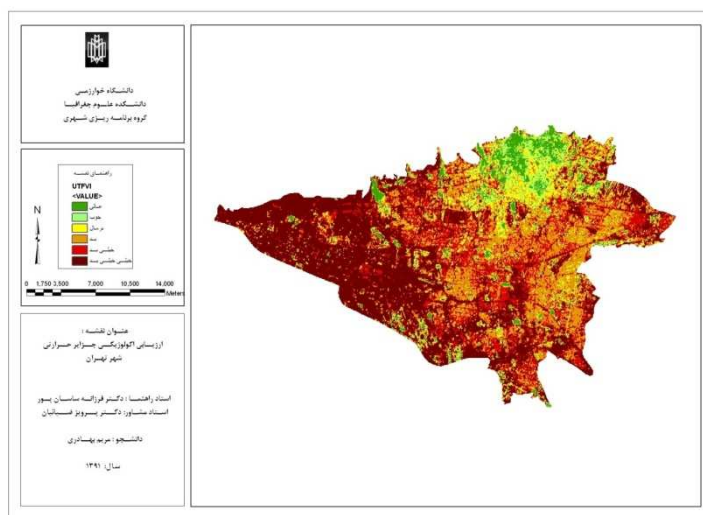 دانشگاه خوارزمی
دانشکده علوم جغرافیا
گروه برنامه ریزی شهری
راهنمای نقشه
UTFVI
<VALUE>
عالی
خوب
نرمال
بد
خیلی بد
خیلی خیلی بد
N
0 1,750 3,500 7,000 10,500 14,000
Meters
عنوان نقشه :
ارزیابی اکولوژیکی جزایر حرارتی
شهر تهران
استاد راهنما : دکتر فرزانه ساسان پور
استاد مشاور: دکتر پرویز ضیائیان
دانشجو : مریم بهادری
سال: ۱۳۹۱